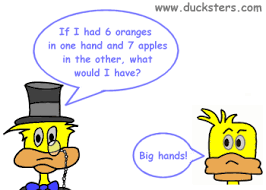 www.ducksters.com
If I had 6 oranges
in one hand and 7 apples
in the other, what
would I have?
Big hands!